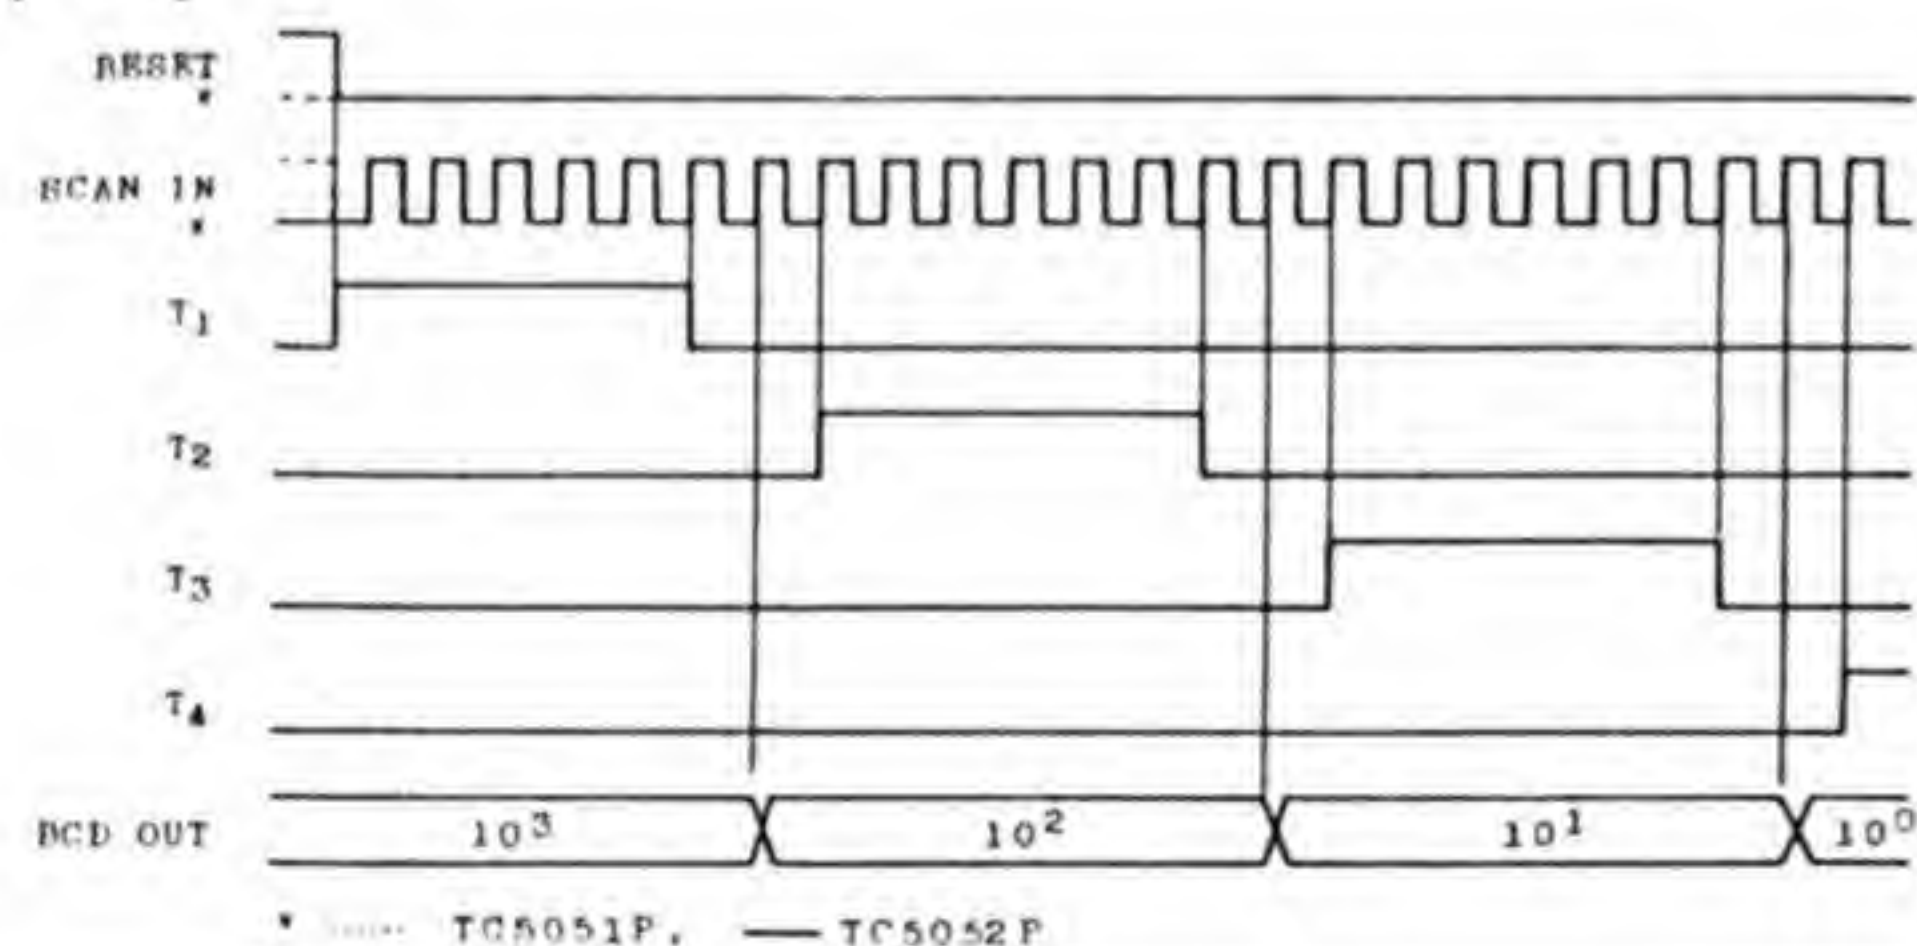 RESET
*
SCAN IN
*
T1
T2
T3
T4
BCD OUT 10³ 10² 10¹ 10⁰
* ...... TC5051P, —— TC5052P